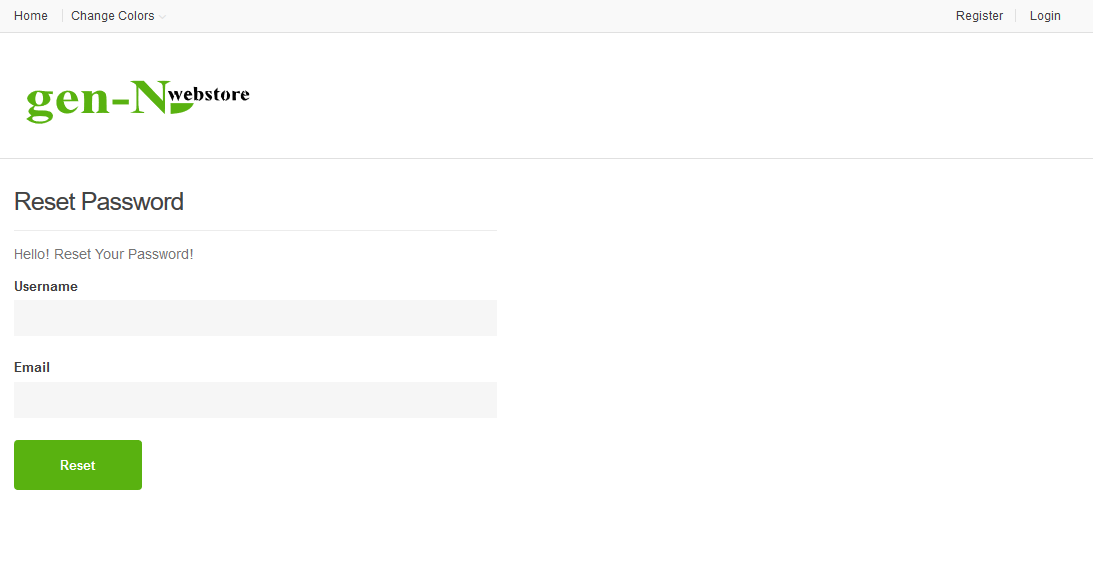 Home Change Colors Register Login
gen-N webstore
Reset Password
Hello! Reset Your Password!
Username
Email
Reset